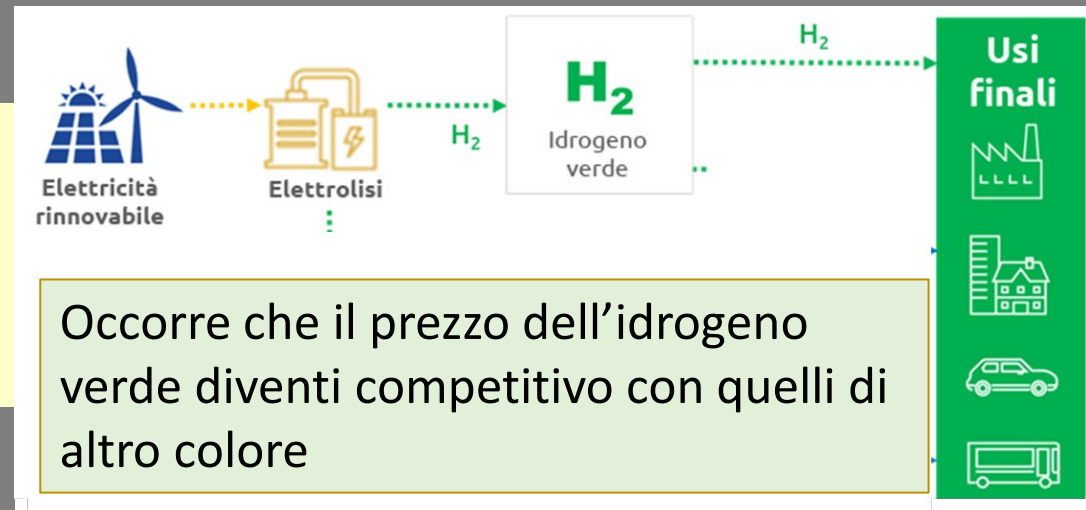 Elettricità
rinnovabile
Elettrolisi
H₂
H₂
Idrogeno
verde
H₂
Usi
finali
Occorre che il prezzo dell’idrogeno
verde diventi competitivo con quelli di
altro colore